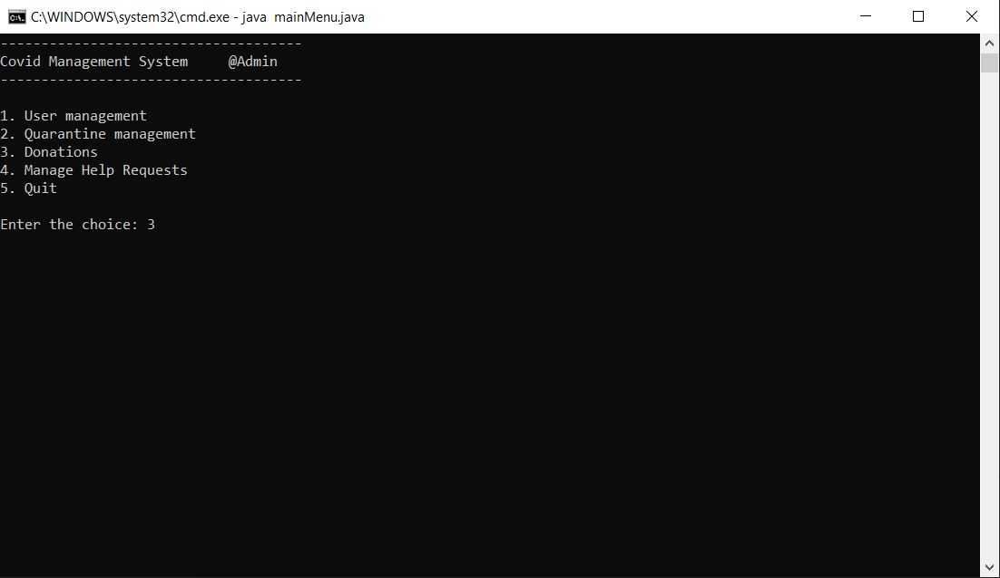 C:\WINDOWS\system32\cmd.exe - java  mainMenu.java
-------------------------------------
Covid Management System     @Admin
-------------------------------------
1. User management
2. Quarantine management
3. Donations
4. Manage Help Requests
5. Quit
Enter the choice: 3